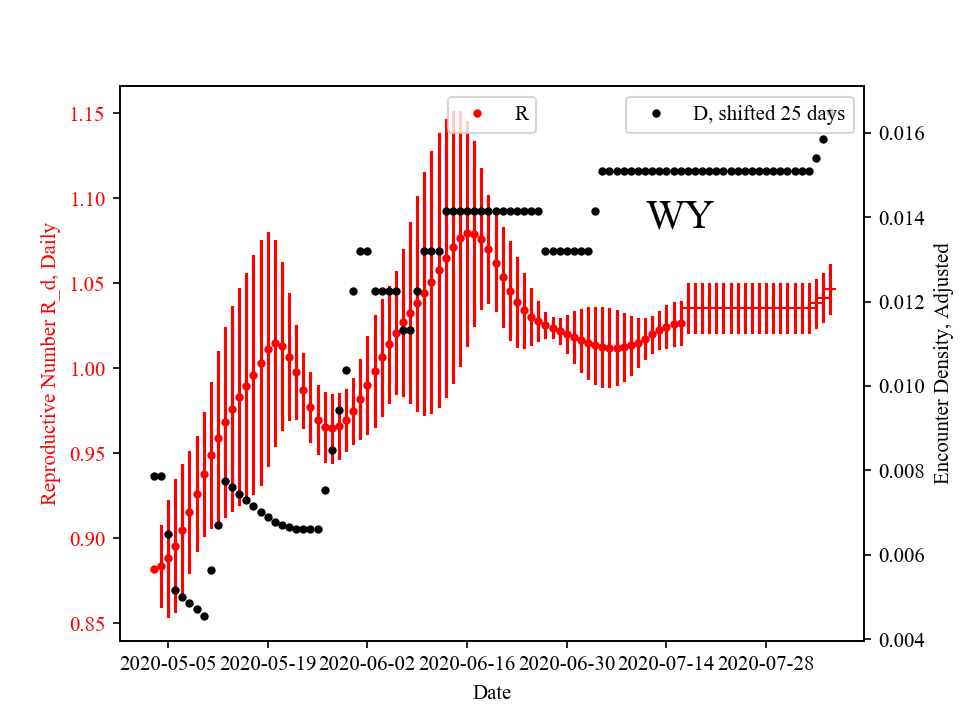 R
D, shifted 25 days
WY
Reproductive Number R_d, Daily
1.15
1.10
1.05
1.00
0.95
0.90
0.85
0.016
0.014
0.012
0.010
0.008
0.006
0.004
Encounter Density, Adjusted
2020-05-05 2020-05-19 2020-06-02 2020-06-16 2020-06-30 2020-07-14 2020-07-28
Date